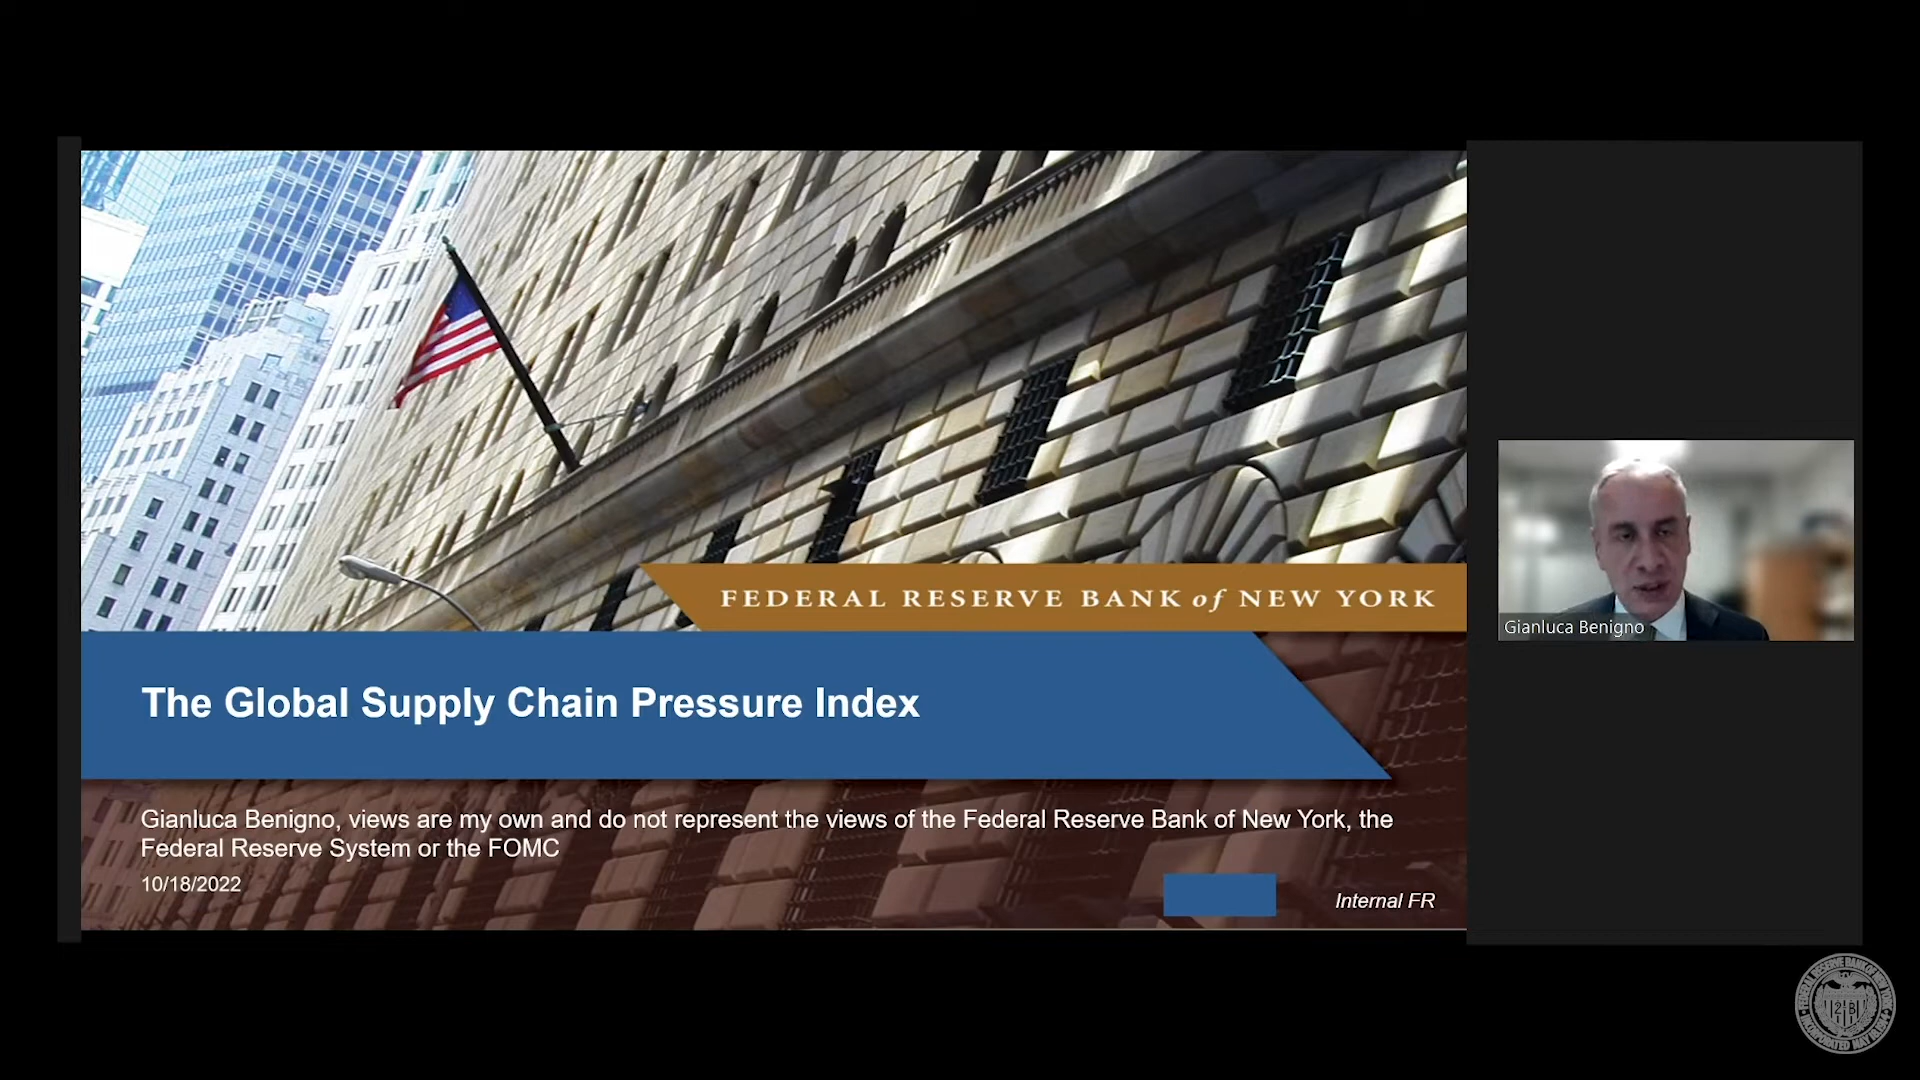 FEDERAL RESERVE BANK of NEW YORK
The Global Supply Chain Pressure Index
Gianluca Benigno, views are my own and do not represent the views of the Federal Reserve Bank of New York, the
Federal Reserve System or the FOMC
10/18/2022
Internal FR
Gianluca Benigno